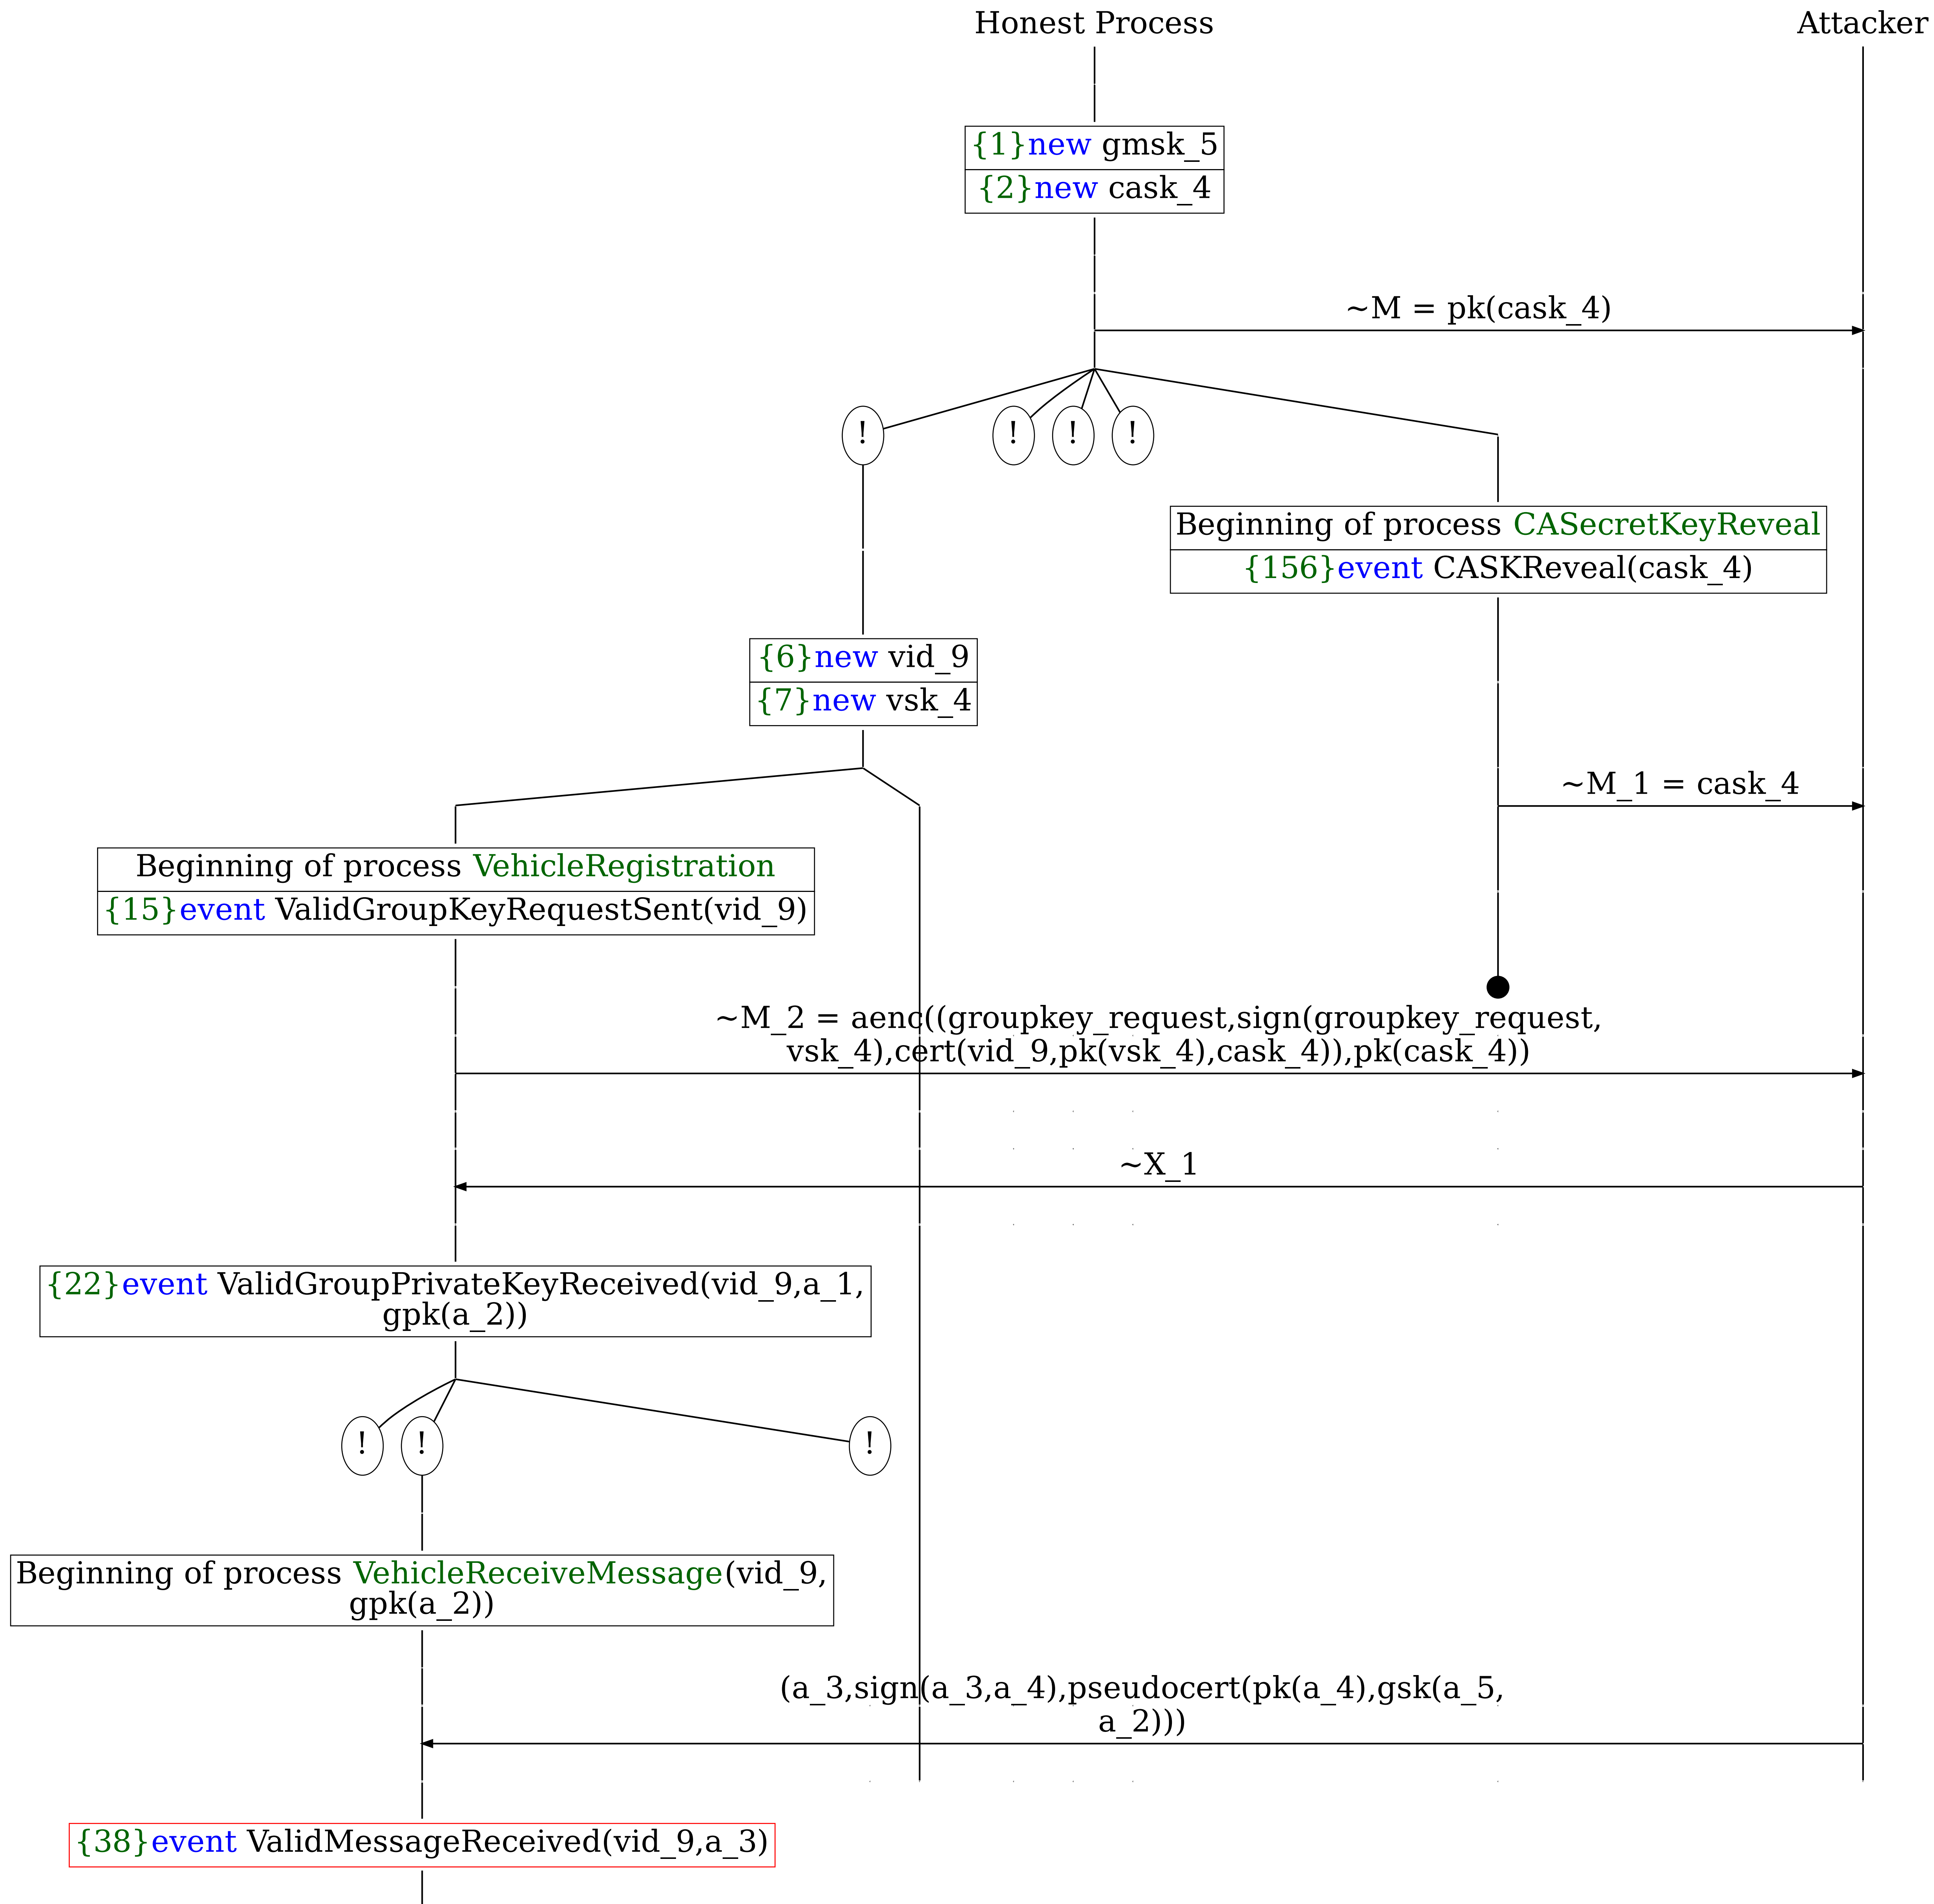 Honest Process
Attacker
{1}new gmsk_5
{2}new cask_4
~M = pk(cask_4)
!
!
!
!
Beginning of process CASecretKeyReveal
{156}event CASKReveal(cask_4)
{6}new vid_9
{7}new vsk_4
~M_1 = cask_4
Beginning of process VehicleRegistration
{15}event ValidGroupKeyRequestSent(vid_9)
~M_2 = aenc((groupkey_request,sign(groupkey_request,
vsk_4),cert(vid_9,pk(vsk_4),cask_4)),pk(cask_4))
~X_1
{22}event ValidGroupPrivateKeyReceived(vid_9,a_1,
gpk(a_2))
!
!
!
Beginning of process VehicleReceiveMessage(vid_9,
gpk(a_2))
(a_3,sign(a_3,a_4),pseudocert(pk(a_4),gsk(a_5,
a_2)))
{38}event ValidMessageReceived(vid_9,a_3)